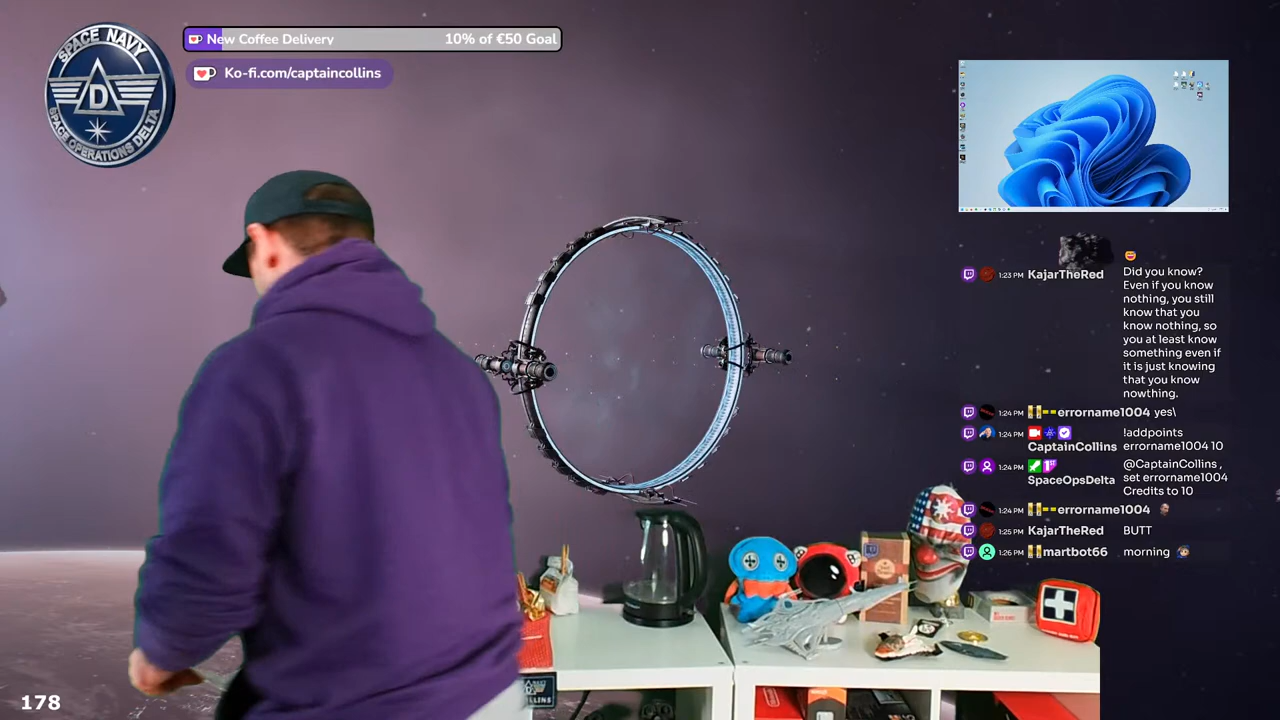 SPACE NAVY
D
SPACE OPERATIONS DELTA
New Coffee Delivery 10% of €50 Goal
Ko-fi.com/captaincollins
1:23 PM KajarTheRed Did you know?
Even if you know
nothing, you still
know that you
know nothing, so
you at least know
something even if
it is just knowing
that you know
nowthing.
1:24 PM errorname1004 yes\
1:24 PM CaptainCollins !addpoints
errorname1004 10
1:24 PM SpaceOpsDelta @CaptainCollins ,
set errorname1004
Credits to 10
1:24 PM errorname1004
1:25 PM KajarTheRed BUTT
1:26 PM martbot66 morning
178